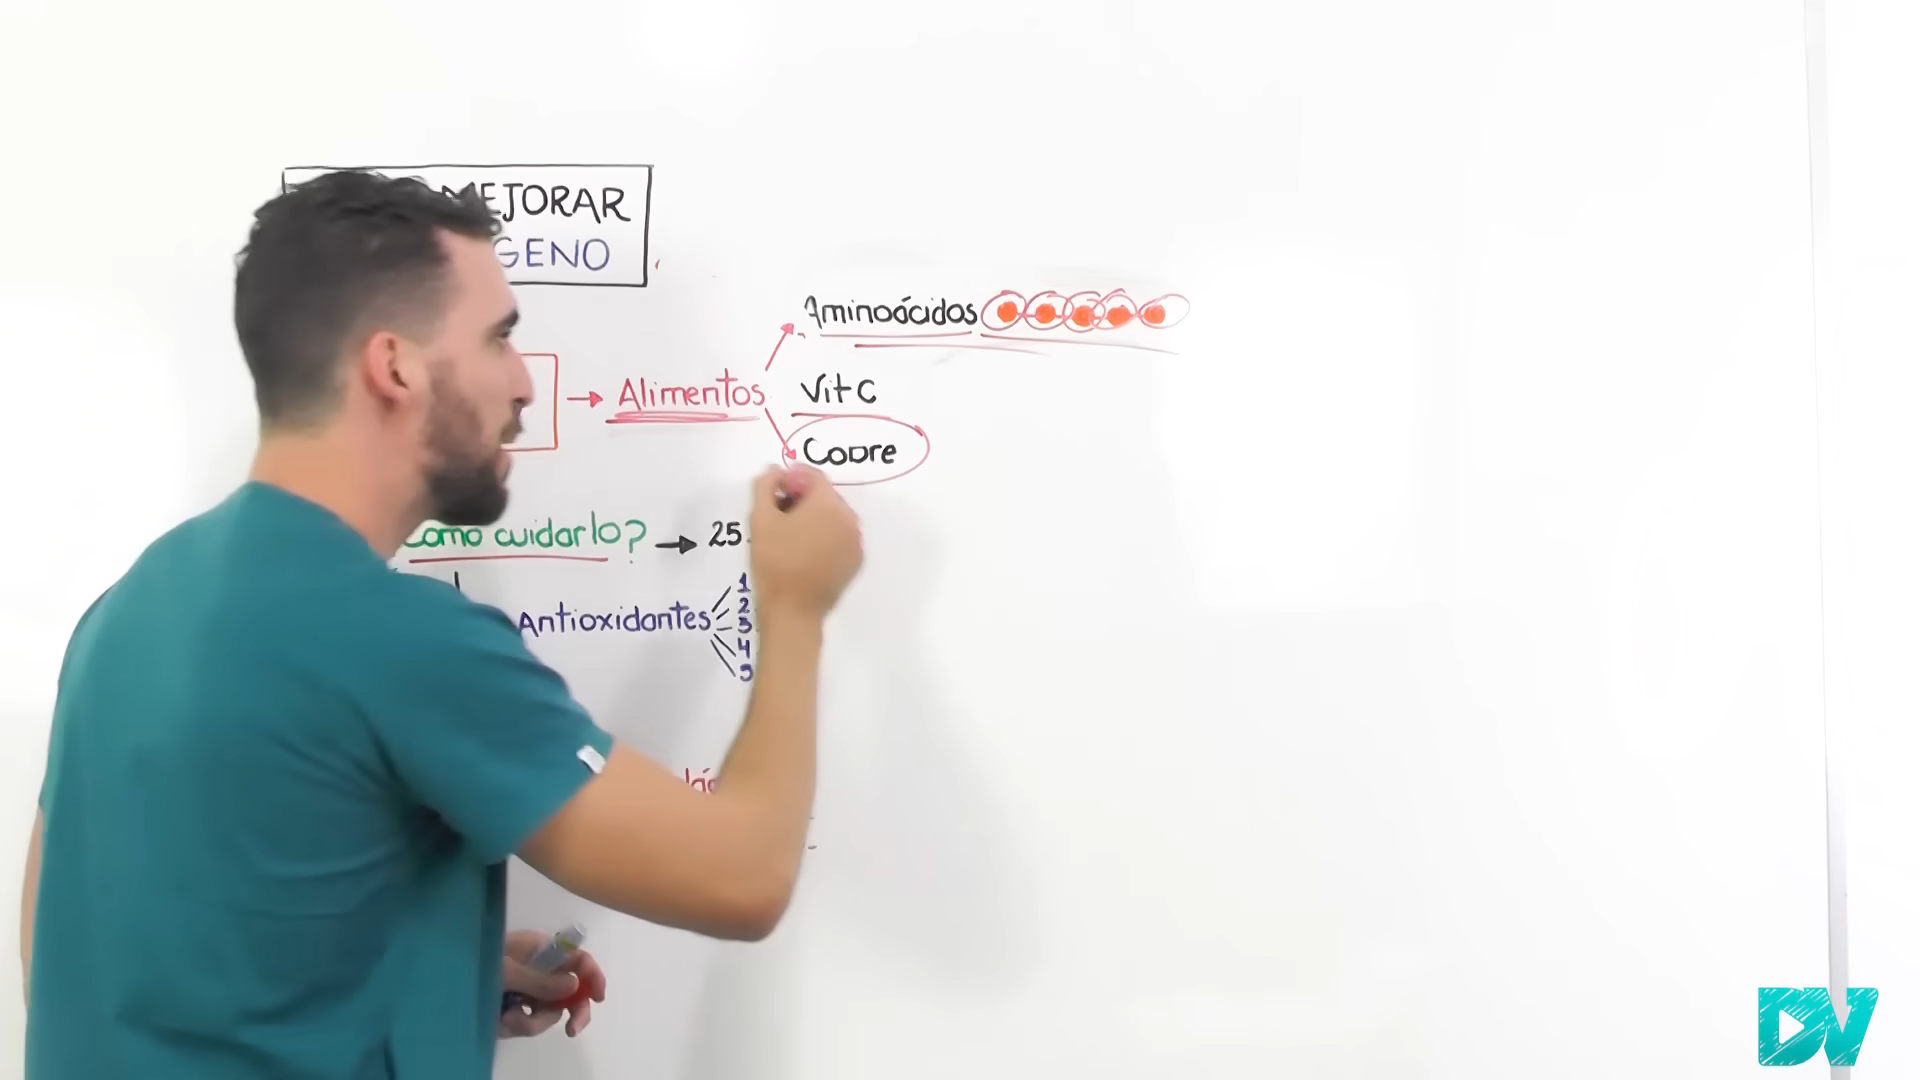 MEJORAR
GENO
Aminoácidos
Alimentos
Vit C
Cobre
Como cuidarlo? → 25
Antioxidantes
1
2
3
4
5
DV